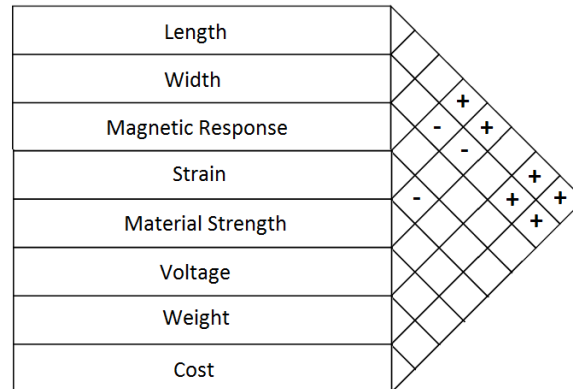 Length
Width
+
Magnetic Response
- +
-
Strain
+
Material Strength
- + +
+
Voltage
Weight
Cost